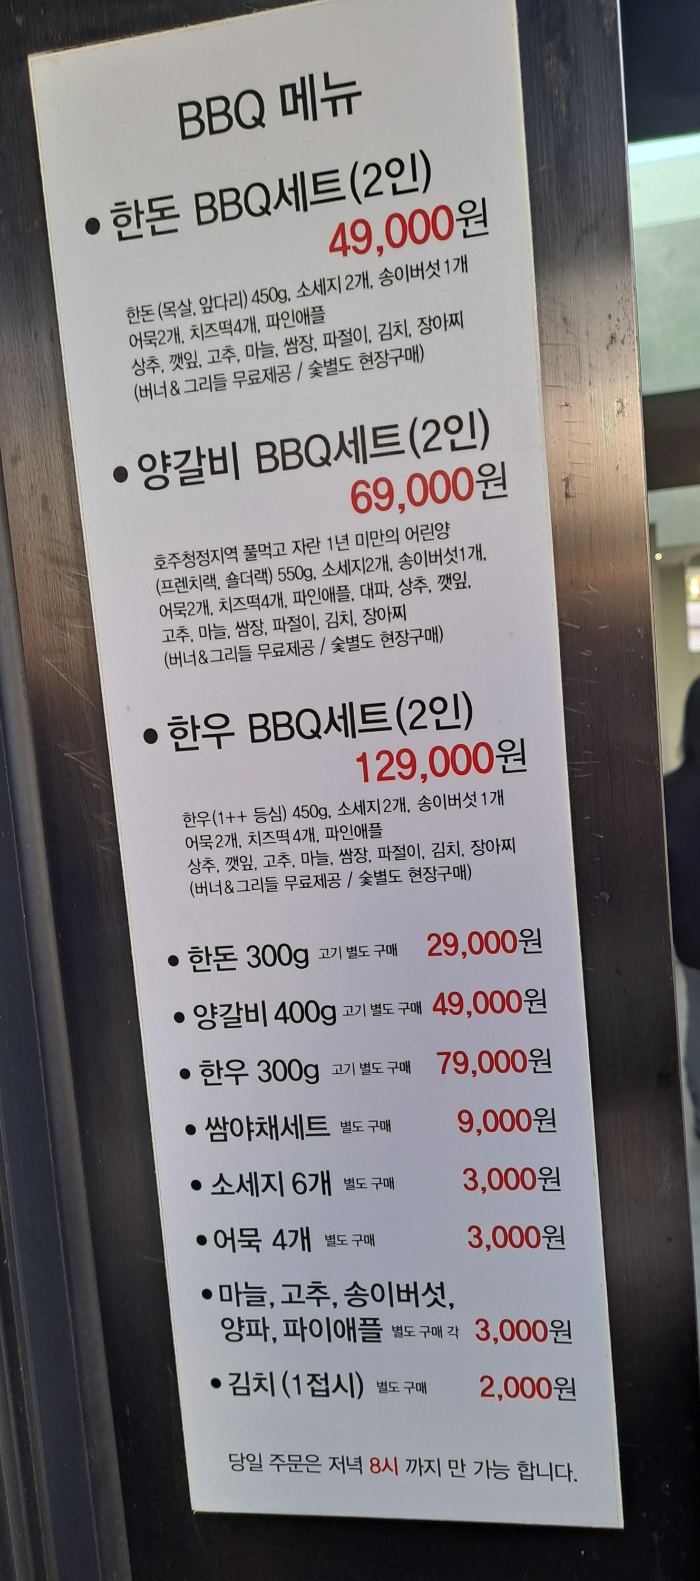 BBQ 메뉴
• 한돈 BBQ세트(2인)
49,000원
한돈(목살, 앞다리) 450g, 소세지 2개, 송이버섯 1개
어묵2개, 치즈떡4개, 파인애플
상추, 깻잎, 고추, 마늘, 쌈장, 파절이, 김치, 장아찌
(버너&그리들 무료제공 / 숯별도 현장구매)
• 양갈비 BBQ세트(2인)
69,000원
호주청정지역 풀먹고 자란 1년 미만의 어린양
(프렌치랙, 숄더랙) 550g, 소세지2개, 송이버섯1개,
어묵2개, 치즈떡4개, 파인애플, 대파, 상추, 깻잎,
고추, 마늘, 쌈장, 파절이, 김치, 장아찌
(버너&그리들 무료제공 / 숯별도 현장구매)
• 한우 BBQ세트(2인)
129,000원
한우(1++ 등심) 450g, 소세지2개, 송이버섯 1개
어묵2개, 치즈떡4개, 파인애플
상추, 깻잎, 고추, 마늘, 쌈장, 파절이, 김치, 장아찌
(버너&그리들 무료제공 / 숯별도 현장구매)
• 한돈 300g 고기 별도 구매 29,000원
• 양갈비 400g 고기 별도 구매 49,000원
• 한우 300g 고기 별도 구매 79,000원
• 쌈야채세트 별도 구매 9,000원
• 소세지 6개 별도 구매 3,000원
• 어묵 4개 별도 구매 3,000원
• 마늘, 고추, 송이버섯,
양파, 파이애플 별도 구매 각 3,000원
• 김치 (1접시) 별도 구매 2,000원
당일 주문은 저녁 8시 까지 만 가능 합니다.